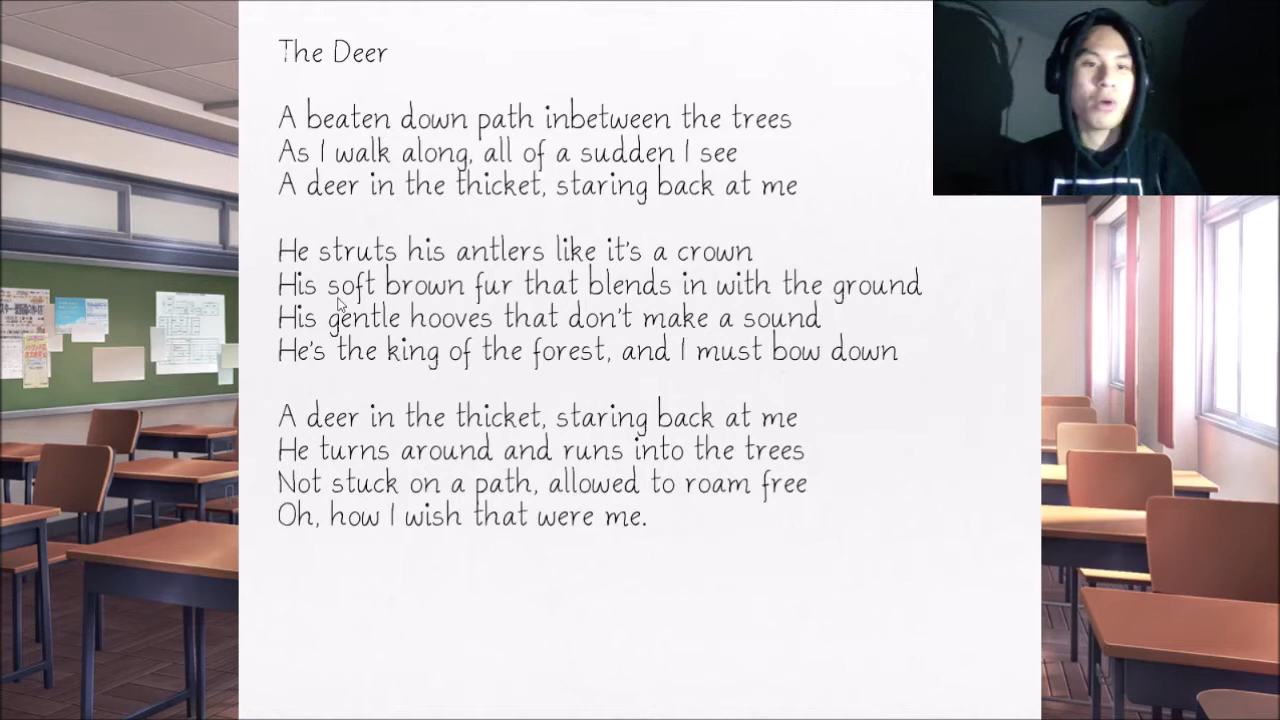 The Deer
A beaten down path inbetween the trees
As I walk along, all of a sudden I see
A deer in the thicket, staring back at me
He struts his antlers like it's a crown
His soft brown fur that blends in with the ground
His gentle hooves that don't make a sound
He's the king of the forest, and I must bow down
A deer in the thicket, staring back at me
He turns around and runs into the trees
Not stuck on a path, allowed to roam free
Oh, how I wish that were me.